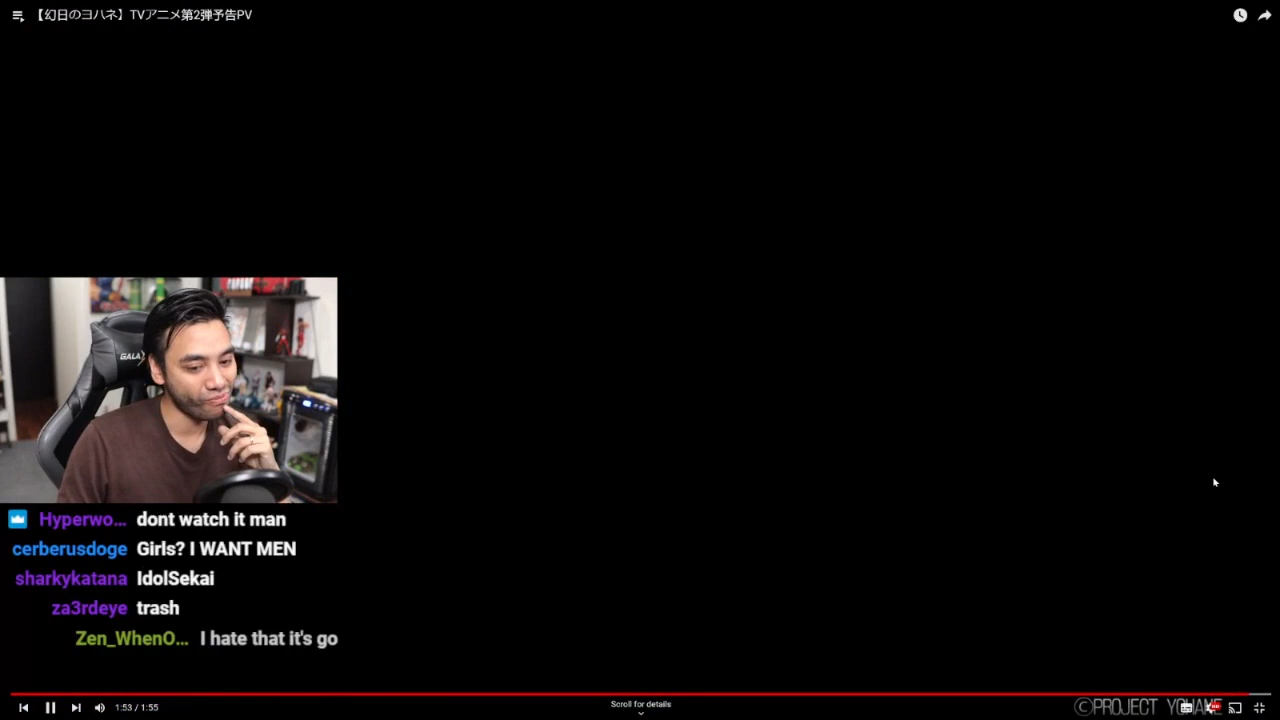 【幻日のヨハネ】TVアニメ第2弾予告PV
Hyperwo... dont watch it man
cerberusdoge Girls? I WANT MEN
sharkykatana IdolSekai
za3rdeye trash
Zen_WhenO... I hate that it's go
1:53 / 1:55
Scroll for details
©PROJECT YOHANE